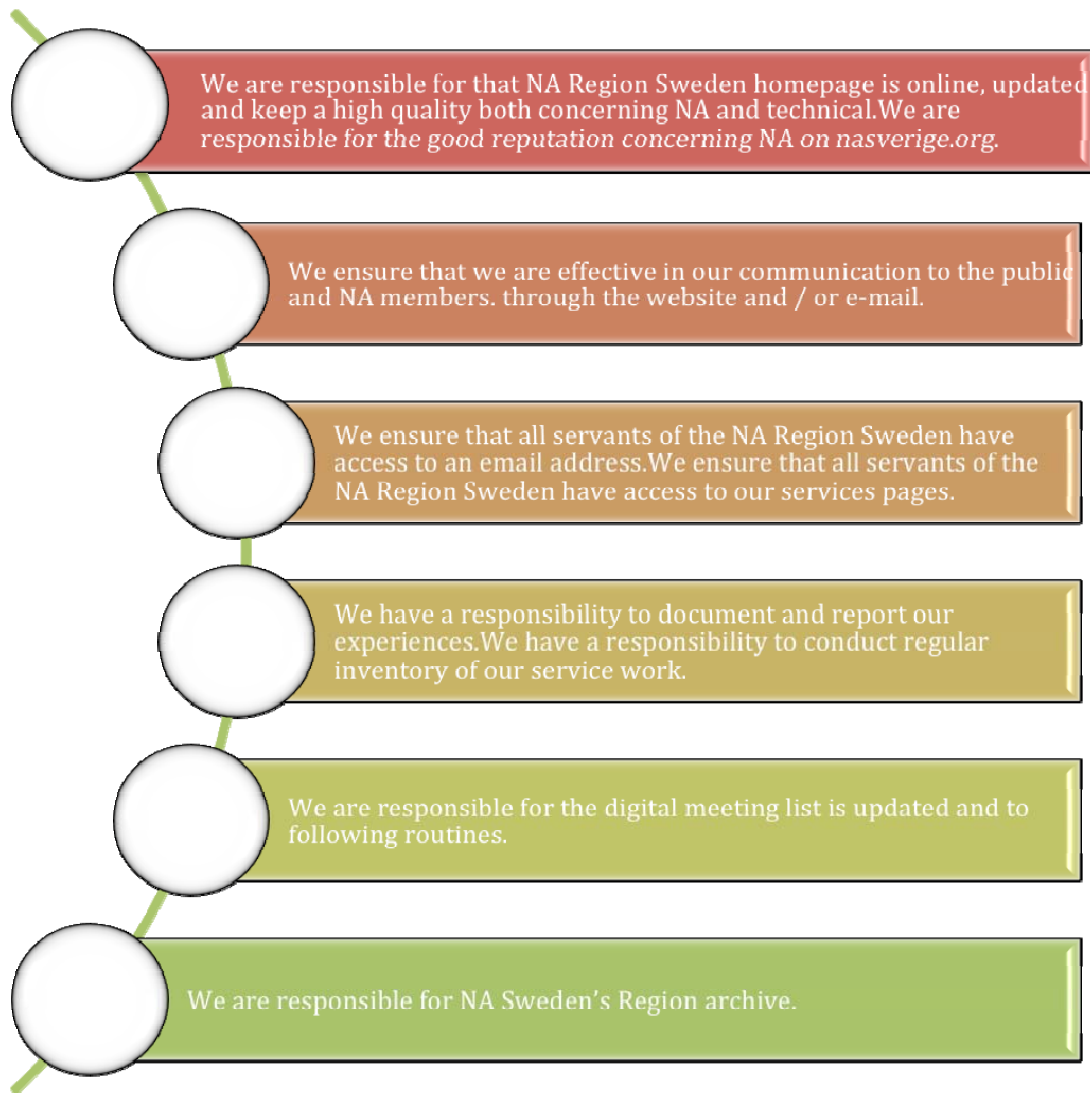 We are responsible for that NA Region Sweden homepage is online, updated
and keep a high quality both concerning NA and technical.We are
responsible for the good reputation concerning NA on nasverige.org.
We ensure that we are effective in our communication to the public
and NA members. through the website and / or e-mail.
We ensure that all servants of the NA Region Sweden have
access to an email address.We ensure that all servants of the
NA Region Sweden have access to our services pages.
We have a responsibility to document and report our
experiences.We have a responsibility to conduct regular
inventory of our service work.
We are responsible for the digital meeting list is updated and to
following routines.
We are responsible for NA Sweden's Region archive.